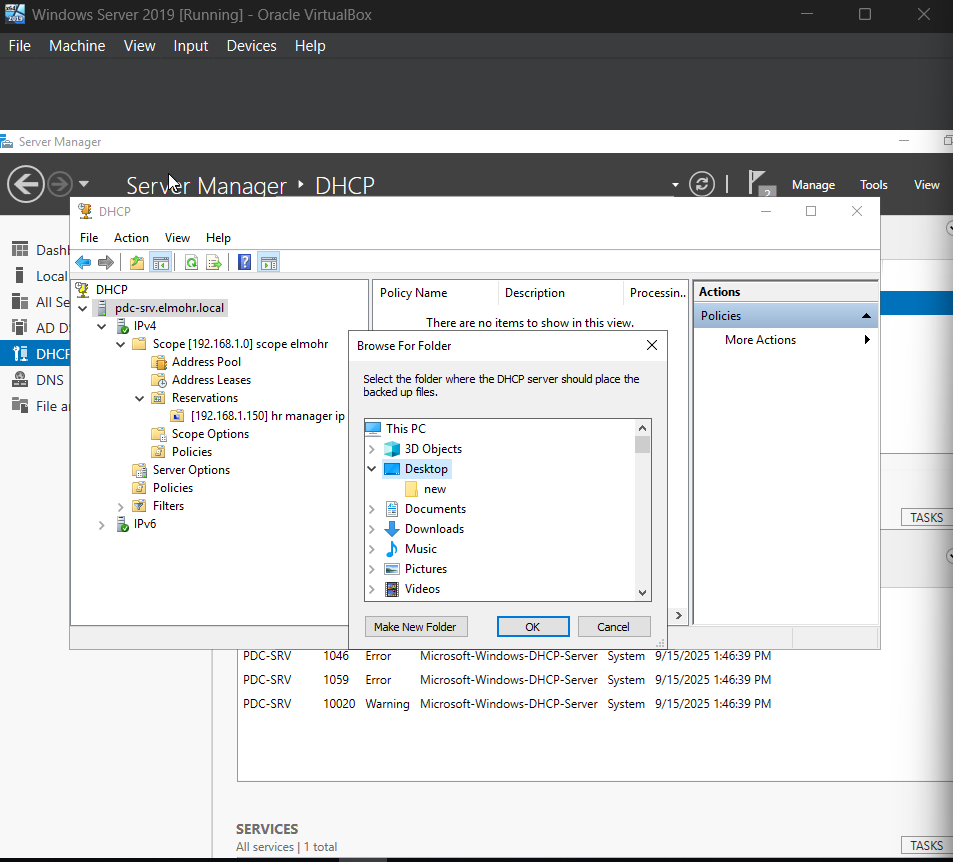 Windows Server 2019 [Running] - Oracle VirtualBox
File Machine View Input Devices Help
Server Manager
Server Manager DHCP
2 Manage Tools View
DHCP
File Action View Help
Local
DHCP
DNS
DHCP
pdc-srv.elmohr.local
IPv4
Scope [192.168.1.0] scope elmohr
Address Pool
Address Leases
Reservations
[192.168.1.150] hr manager ip
Scope Options
Policies
Server Options
Policies
Filters
IPv6
Policy Name Description Processin..
There are no items to show in this view.
Actions
Policies
More Actions
Browse For Folder
Select the folder where the DHCP server should place the
backed up files.
This PC
3D Objects
Desktop
new
Documents
Downloads
Music
Pictures
Videos
Make New Folder OK Cancel
TASKS
PDC-SRV 1046 Error Microsoft-Windows-DHCP-Server System 9/15/2025 1:46:39 PM
PDC-SRV 1059 Error Microsoft-Windows-DHCP-Server System 9/15/2025 1:46:39 PM
PDC-SRV 10020 Warning Microsoft-Windows-DHCP-Server System 9/15/2025 1:46:39 PM
SERVICES
All services | 1 total
TASKS